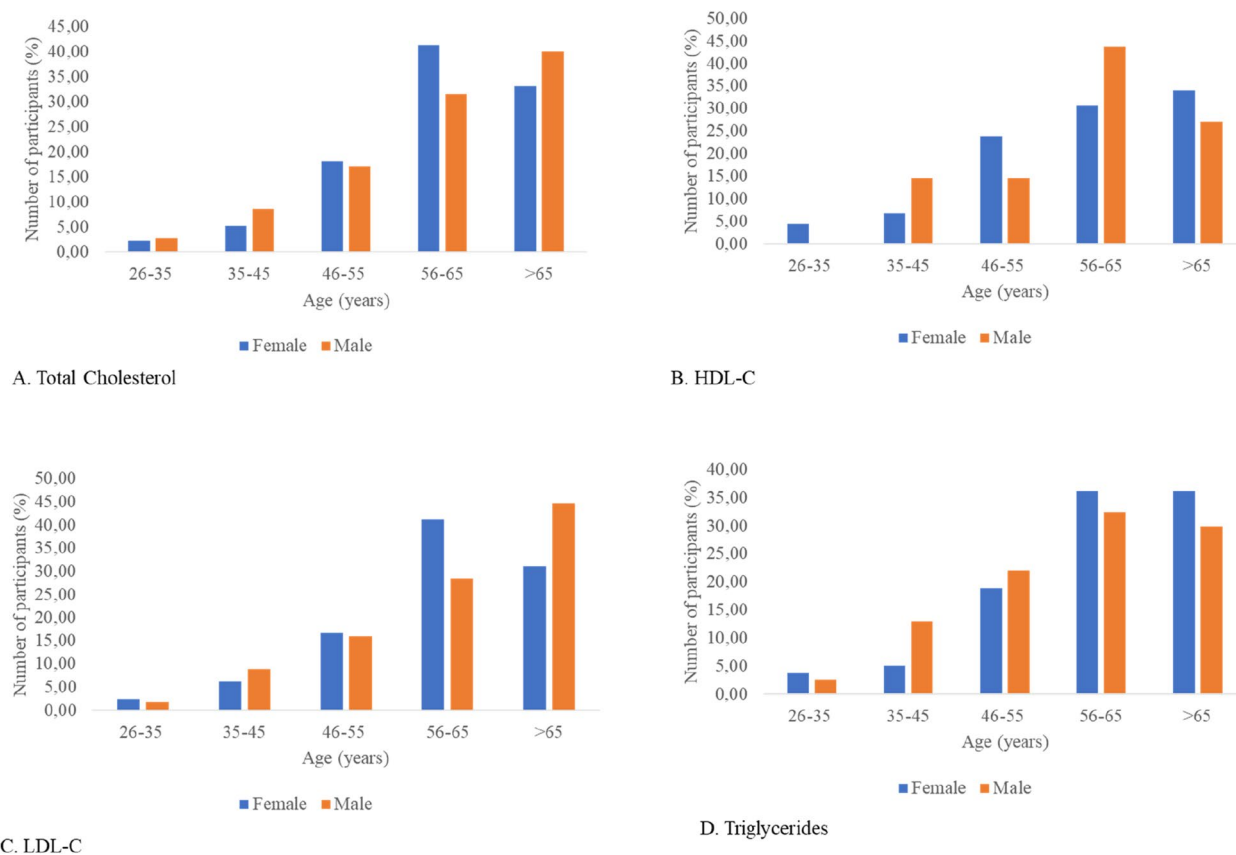 Number of participants (%)
45,00
40,00
35,00
30,00
25,00
20,00
15,00
10,00
5,00
0,00
26-35 35-45 46-55 56-65 >65
Age (years)
Female Male
A. Total Cholesterol
Number of participants (%)
50,00
45,00
40,00
35,00
30,00
25,00
20,00
15,00
10,00
5,00
0,00
26-35 35-45 46-55 56-65 >65
Age (years)
Female Male
B. HDL-C
Number of participants (%)
50,00
45,00
40,00
35,00
30,00
25,00
20,00
15,00
10,00
5,00
0,00
26-35 35-45 46-55 56-65 >65
Age (years)
Female Male
C. LDL-C
Number of participants (%)
40,00
35,00
30,00
25,00
20,00
15,00
10,00
5,00
0,00
26-35 35-45 46-55 56-65 >65
Age (years)
Female Male
D. Triglycerides